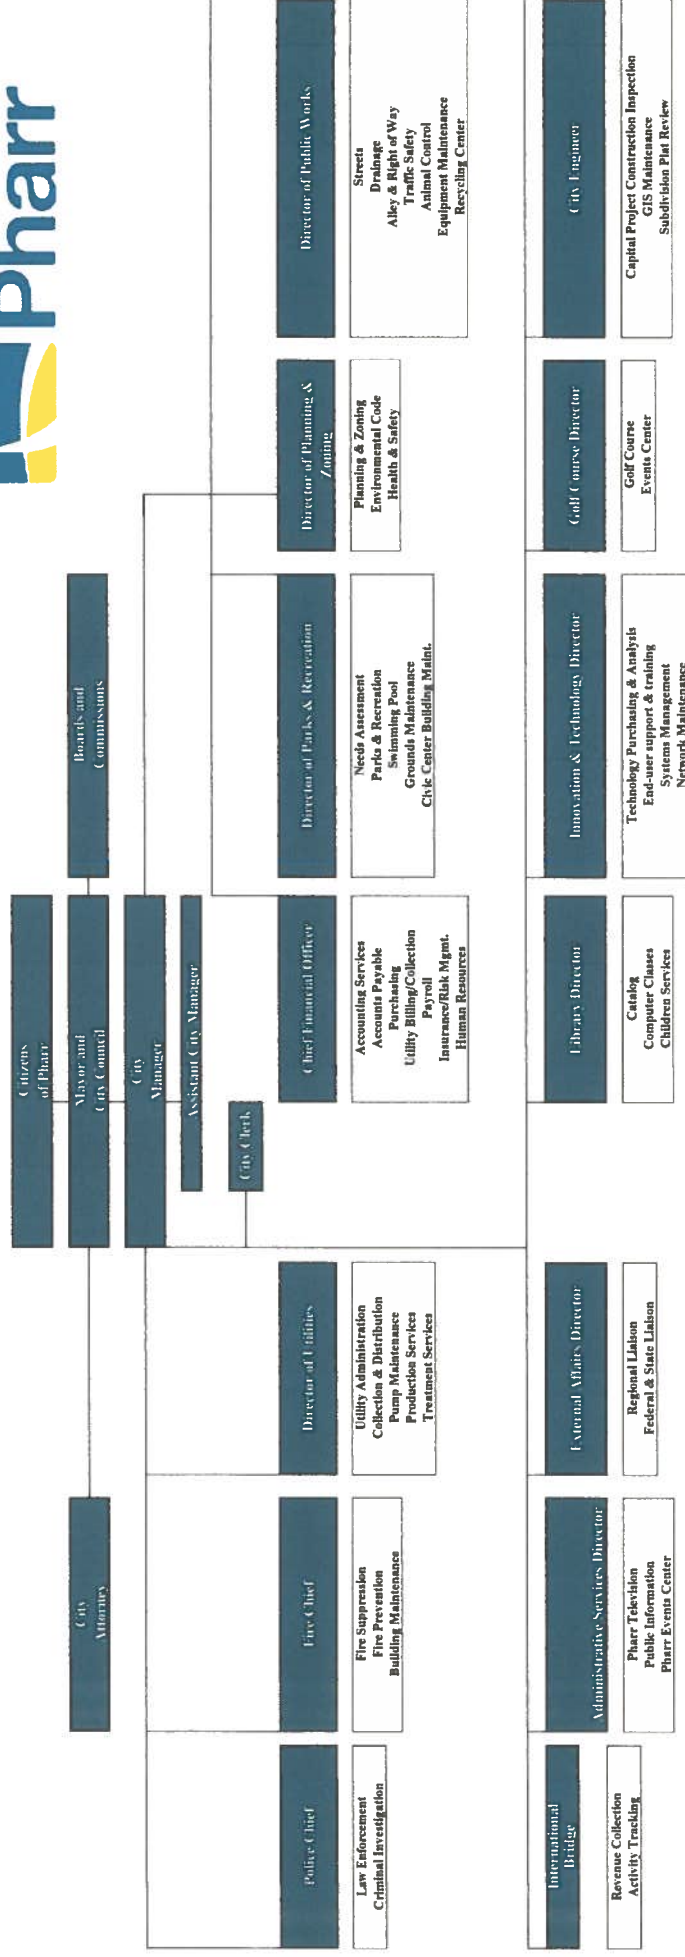 Pharr
Citizens
of Pharr
City
Attorney
Mayor and
City Council
Boards and
Commissions
City
Manager
Assistant City Manager
City Clerk
Police Chief
Law Enforcement
Criminal Investigation
Fire Chief
Fire Suppression
Fire Prevention
Building Maintenance
Director of Utilities
Utility Administration
Collection & Distribution
Pump Maintenance
Production Services
Treatment Services
Chief Financial Officer
Accounting Services
Accounts Payable
Purchasing
Utility Billing/Collection
Payroll
Insurance/Risk Mgmt.
Human Resources
Director of Parks & Recreation
Needs Assessment
Parks & Recreation
Swimming Pool
Grounds Maintenance
Civic Center Building Maint.
Director of Planning &
Zoning
Planning & Zoning
Environmental Code
Health & Safety
Director of Public Works
Streets
Drainage
Alley & Right of Way
Traffic Safety
Animal Control
Equipment Maintenance
Recycling Center
International
Bridge
Revenue Collection
Activity Tracking
Administrative Services Director
Pharr Television
Public Information
Pharr Events Center
External Affairs Director
Regional Liaison
Federal & State Liaison
Library Director
Catalog
Computer Classes
Children Services
Innovation & Technology Director
Technology Purchasing & Analysis
End-user support & training
Systems Management
Network Maintenance
Golf Course Director
Golf Course
Events Center
City Engineer
Capital Project Construction Inspection
GIS Maintenance
Subdivision Plat Review